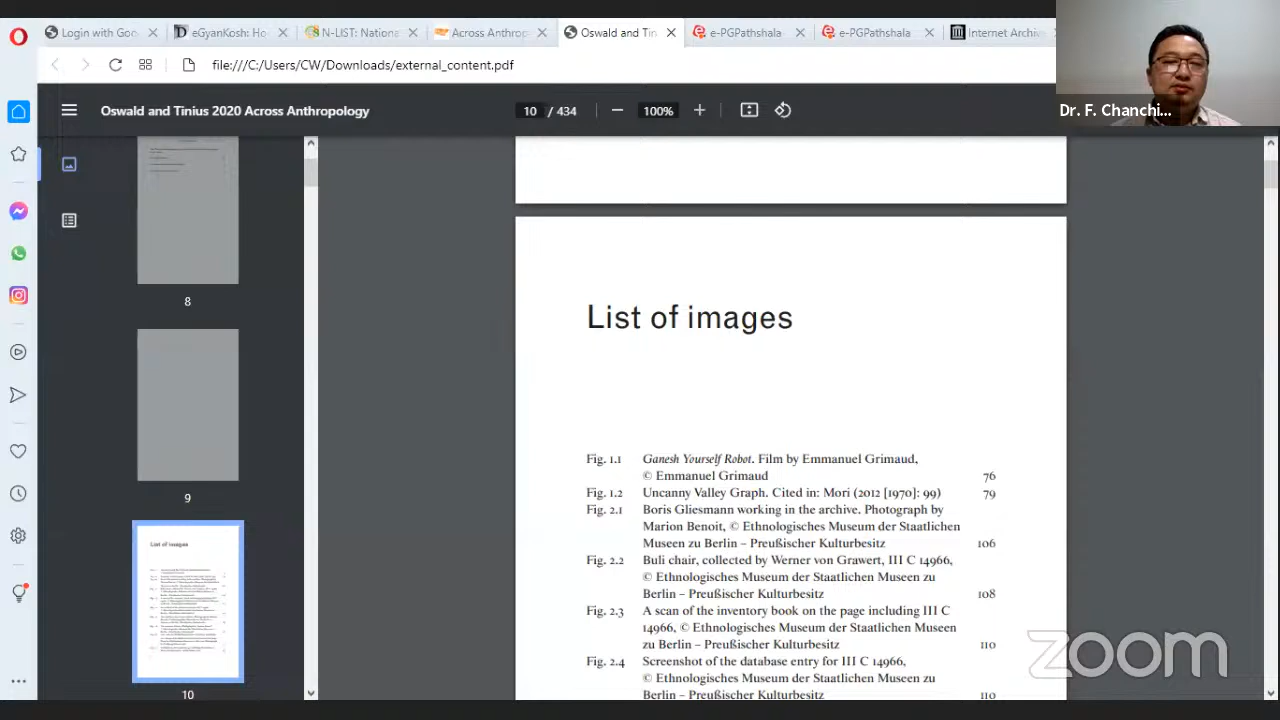 Login with Goo
eGyanKosh: Ho
N-LIST: Nationa
Across Anthrop
Oswald and Tin
e-PGPathshala
e-PGPathshala
Internet Archiv
file:///C:/Users/CW/Downloads/external_content.pdf
Oswald and Tinius 2020 Across Anthropology
10 / 434
100%
Dr. F. Chanchi...
8
9
List of images
10
List of images
Fig. 1.1 Ganesh Yourself Robot. Film by Emmanuel Grimaud,
© Emmanuel Grimaud 76
Fig. 1.2 Uncanny Valley Graph. Cited in: Mori (2012 [1970]: 99) 79
Fig. 2.1 Boris Gliesmann working in the archive. Photograph by
Marion Benoit, © Ethnologisches Museum der Staatlichen
Museen zu Berlin – Preußischer Kulturbesitz 106
Fig. 2.2 Buli chair, collected by Werner von Grawert, III C 14966,
© Ethnologisches Museum der Staatlichen Museen zu
Berlin – Preußischer Kulturbesitz 108
Fig. 2.3 A scan of the inventory book on the page including III C
14966, © Ethnologisches Museum der Staatlichen Museen
zu Berlin – Preußischer Kulturbesitz 110
Fig. 2.4 Screenshot of the database entry for III C 14966,
© Ethnologisches Museum der Staatlichen Museen zu
Berlin – Preußischer Kulturbesitz 110
zoom